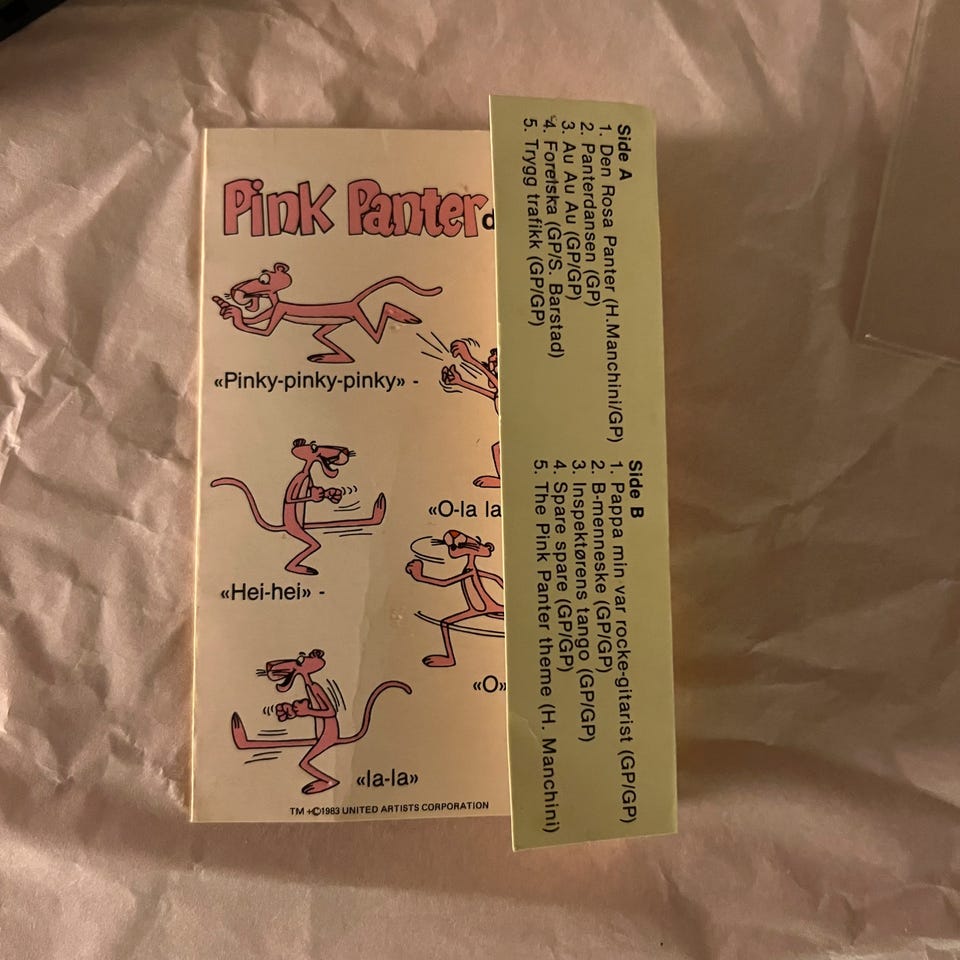 Pink Panter d
«Pinky-pinky-pinky» -
«O-la la
«Hei-hei» -
«O»
«la-la»
TM +©1983 UNITED ARTISTS CORPORATION
Side A
1. Den Rosa Panter (H.Manchini/GP)
2. Panterdansen (GP)
3. Au Au Au (GP/GP)
4. Forelska (GP/S. Barstad)
5. Trygg trafikk (GP/GP)
Side B
1. Pappa min var rocke-gitarist (GP/GP)
2. B-menneske (GP/GP)
3. Inspektørens tango (GP/GP)
4. Spare spare (GP/GP)
5. The Pink Panter theme (H. Manchini)